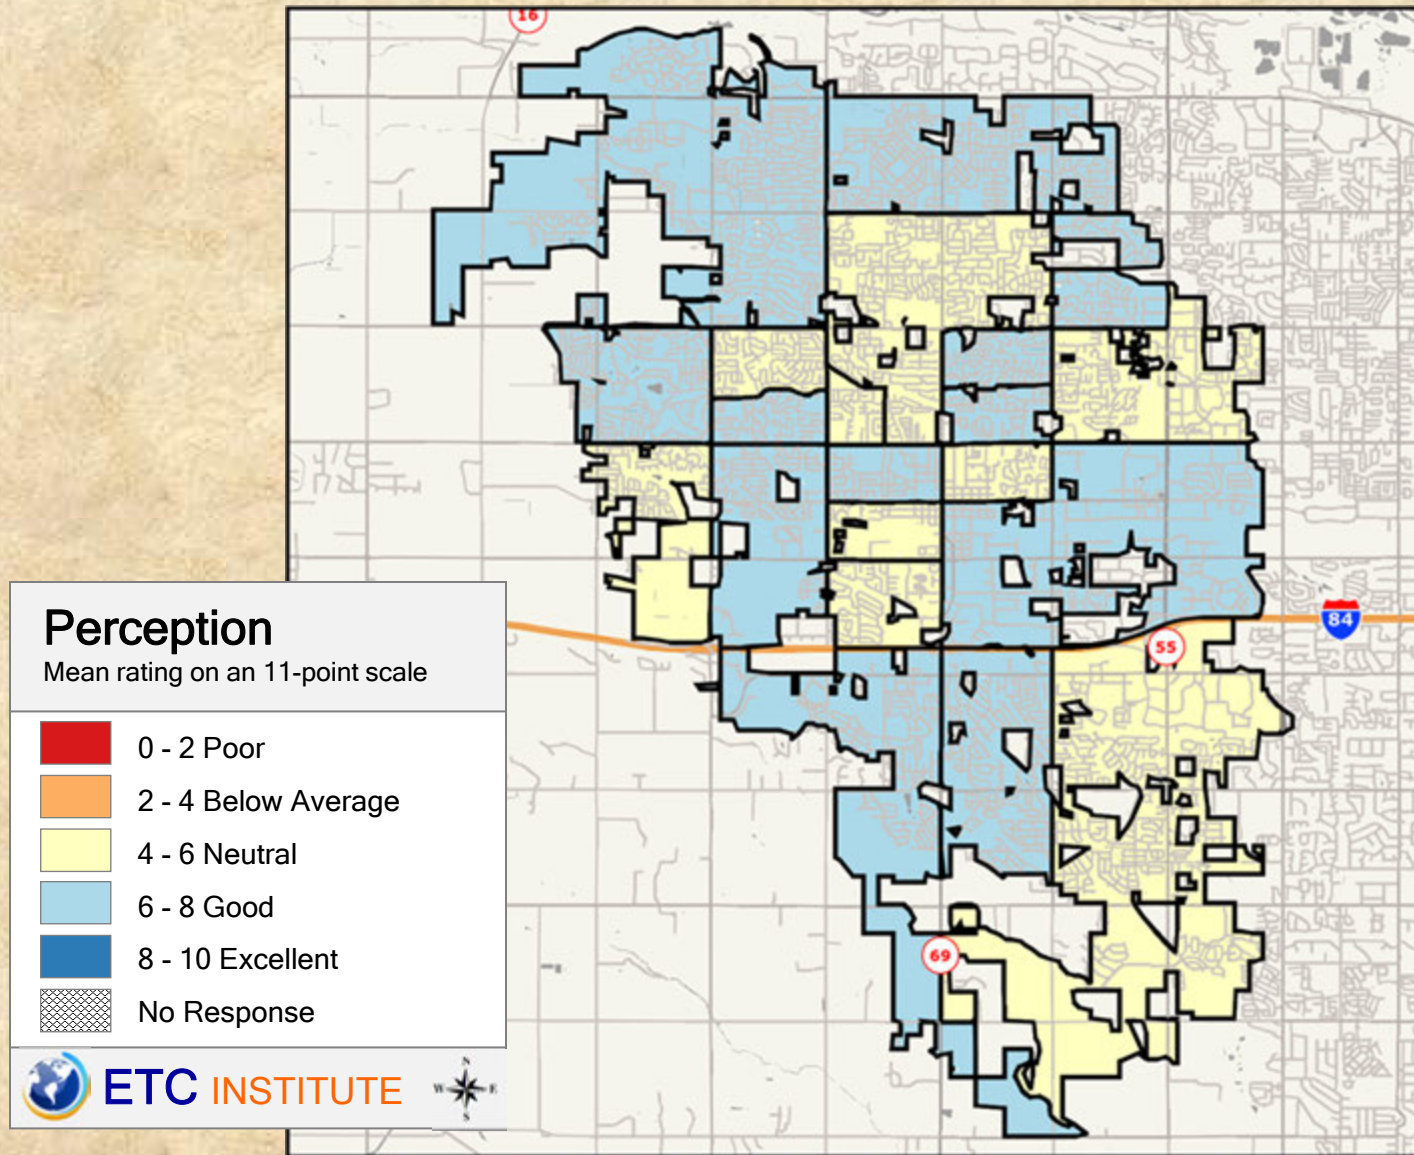 16
84
55
69
Perception
Mean rating on an 11-point scale
0 - 2 Poor
2 - 4 Below Average
4 - 6 Neutral
6 - 8 Good
8 - 10 Excellent
No Response
ETC INSTITUTE
N
W E
S